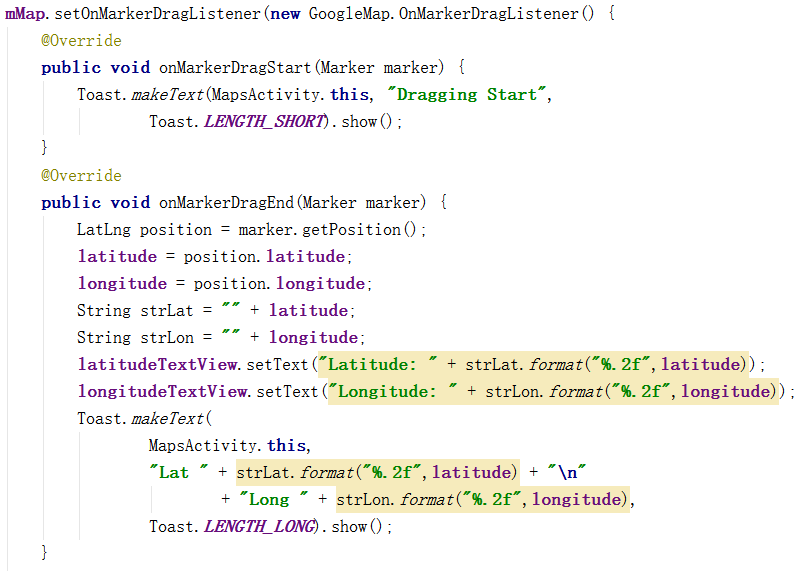 mMap.setOnMarkerDragListener(new GoogleMap.OnMarkerDragListener() {
@Override
public void onMarkerDragStart(Marker marker) {
Toast.makeText(MapsActivity.this, "Dragging Start",
Toast.LENGTH_SHORT).show();
}
@Override
public void onMarkerDragEnd(Marker marker) {
LatLng position = marker.getPosition();
latitude = position.latitude;
longitude = position.longitude;
String strLat = "" + latitude;
String strLon = "" + longitude;
latitudeTextView.setText("Latitude: " + strLat.format("%.2f",latitude));
longitudeTextView.setText("Longitude: " + strLon.format("%.2f",longitude));
Toast.makeText(
MapsActivity.this,
"Lat " + strLat.format("%.2f",latitude) + "\n"
+ "Long " + strLon.format("%.2f",longitude),
Toast.LENGTH_LONG).show();
}